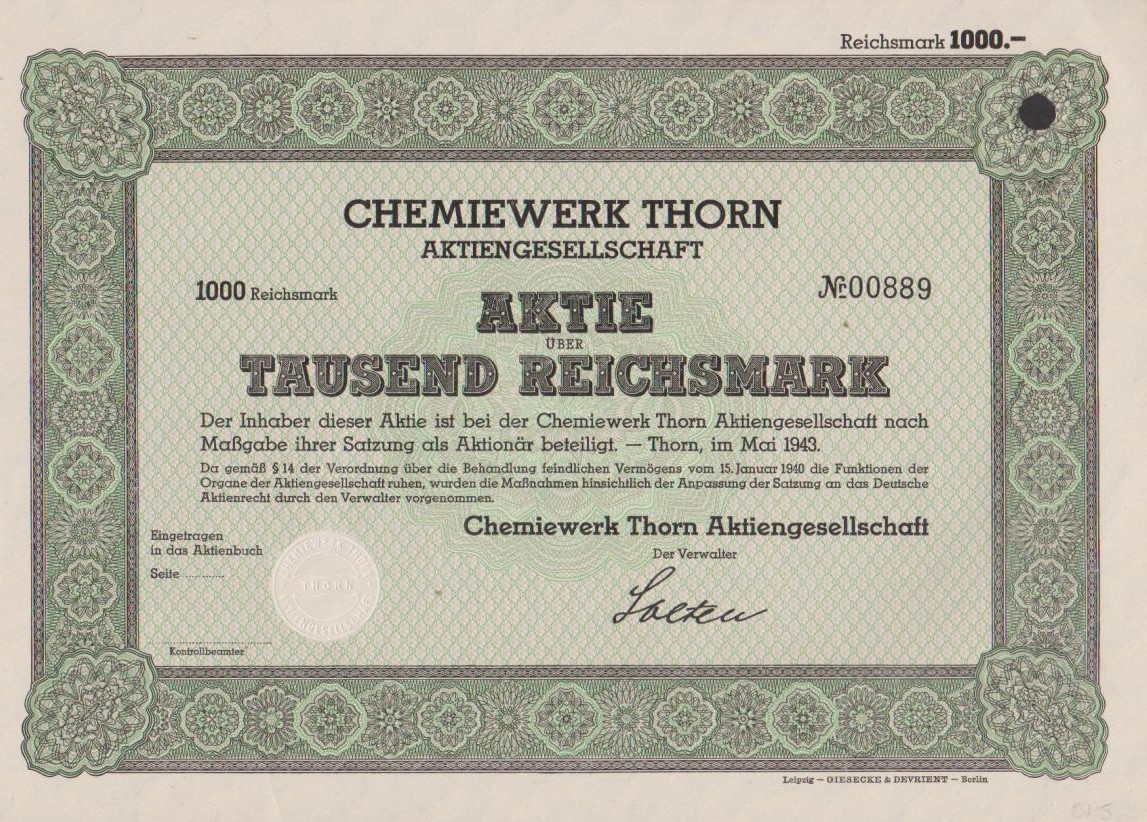 Reichsmark 1000.–
CHEMIEWERK THORN
AKTIENGESELLSCHAFT
1000 Reichsmark
Nr. 00889
AKTIE
ÜBER
TAUSEND REICHSMARK
Der Inhaber dieser Aktie ist bei der Chemiewerk Thorn Aktiengesellschaft nach
Maßgabe ihrer Satzung als Aktionär beteiligt. — Thorn, im Mai 1943.
Da gemäß § 14 der Verordnung über die Behandlung feindlichen Vermögens vom 15. Januar 1940 die Funktionen der
Organe der Aktiengesellschaft ruhen, wurden die Maßnahmen hinsichtlich der Anpassung der Satzung an das Deutsche
Aktienrecht durch den Verwalter vorgenommen.
Chemiewerk Thorn Aktiengesellschaft
Der Verwalter
Eingetragen
in das Aktienbuch
Seite ............
THORN
Kontrollbeamter
Leipzig — GIESECKE & DEVRIENT — Berlin